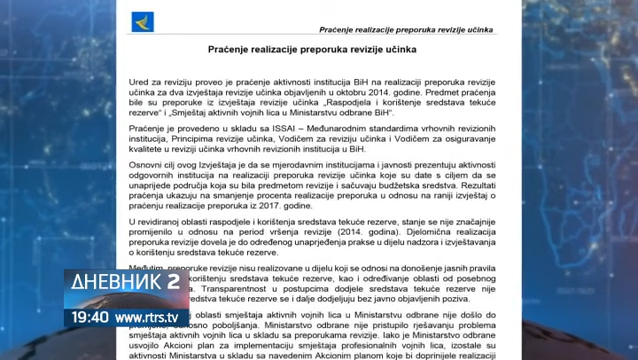 Praćenje realizacije preporuka revizije učinka
Praćenje realizacije preporuka revizije učinka
Ured za reviziju proveo je praćenje aktivnosti institucija BiH na realizaciji preporuka revizije
učinka za dva izvještaja revizije učinka objavljenih u oktobru 2014. godine. Predmet praćenja
bile su preporuke iz izvještaja revizije učinka „Raspodjela i korištenje sredstava tekuće
rezerve“ i „Smještaj aktivnih vojnih lica u Ministarstvu odbrane BiH“.
Praćenje je provedeno u skladu sa ISSAI – Međunarodnim standardima vrhovnih revizionih
institucija, Principima revizije učinka, Vodičem za reviziju učinka i Vodičem za osiguravanje
kvalitete u reviziji učinka vrhovnih revizionih institucija u BiH.
Osnovni cilj ovog Izvještaja je da se mjerodavnim institucijama i javnosti prezentuju aktivnosti
odgovornih institucija na realizaciji preporuka revizije učinka koje su date s ciljem da se
unaprijede područja koja su bila predmetom revizije i sačuvaju budžetska sredstva. Rezultati
praćenja ukazuju na smanjenje procenta realizacije preporuka u odnosu na raniji izvještaj o
praćenju realizacije preporuka iz 2017. godine.
U revidiranoj oblasti raspodjele i korištenja sredstava tekuće rezerve, stanje se nije značajnije
promijenilo u odnosu na period vršenja revizije (2014. godina). Djelomična realizacija
preporuka revizije dovela je do određenog unaprjeđenja prakse u dijelu nadzora i izvještavanja
o korištenju sredstava tekuće rezerve.
Međutim, preporuke revizije nisu realizovane u dijelu koji se odnosi na donošenje jasnih pravila
korištenju sredstava tekuće rezerve, kao i određivanje oblasti od posebnog
Transparentnost u postupcima dodjele sredstava tekuće rezerve nije
sredstva tekuće rezerve se i dalje dodjeljuju bez javno objavljenih poziva.
oblasti smještaja aktivnih vojnih lica u Ministarstvu odbrane nije došlo do
odnosno poboljšanja. Ministarstvo odbrane nije pristupilo rješavanju problema
smještaja aktivnih vojnih lica u skladu sa preporukama revizije. Iako je Ministarstvo odbrane
usvojilo Akcioni plan za implementaciju smještaja profesionalnih vojnih lica, izostale su
aktivnosti Ministarstva u skladu sa navedenim Akcionim planom koje bi doprinijele realizaciji
ДНЕВНИК 2
19:40 www.rtrs.tv